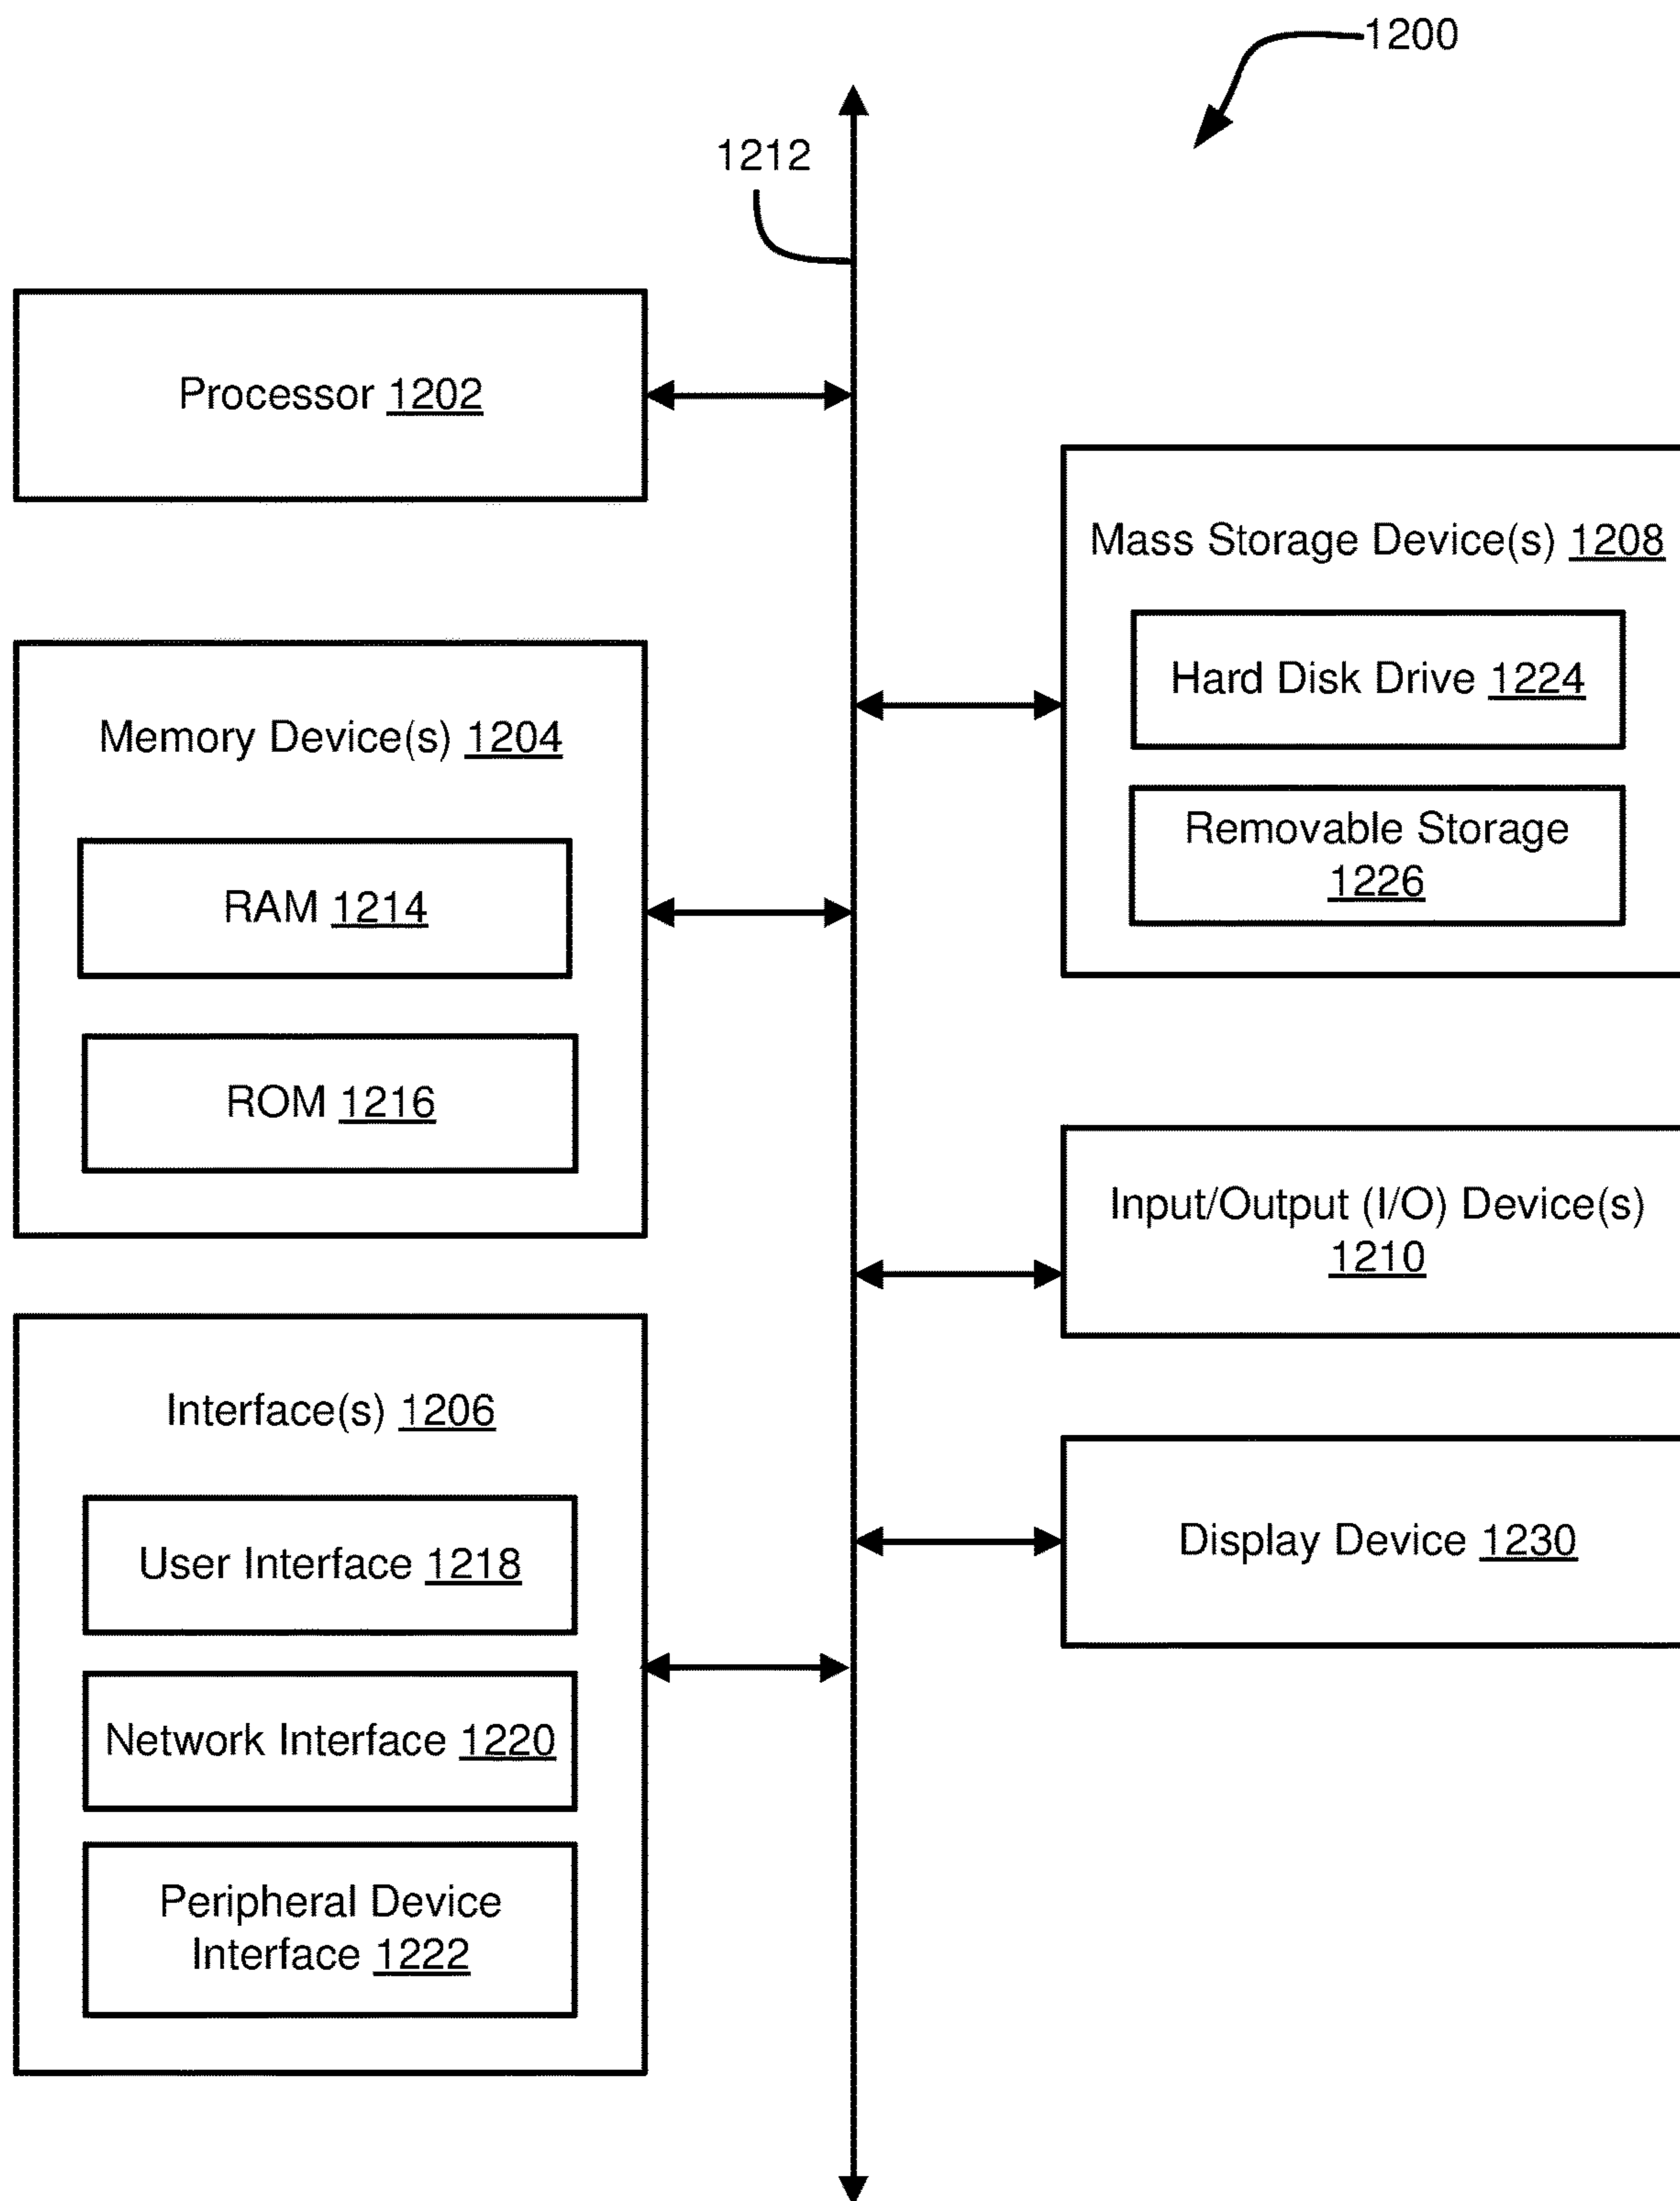 1200
1212
Processor 1202
Memory Device(s) 1204
RAM 1214
ROM 1216
Interface(s) 1206
User Interface 1218
Network Interface 1220
Peripheral Device
Interface 1222
Mass Storage Device(s) 1208
Hard Disk Drive 1224
Removable Storage
1226
Input/Output (I/O) Device(s)
1210
Display Device 1230